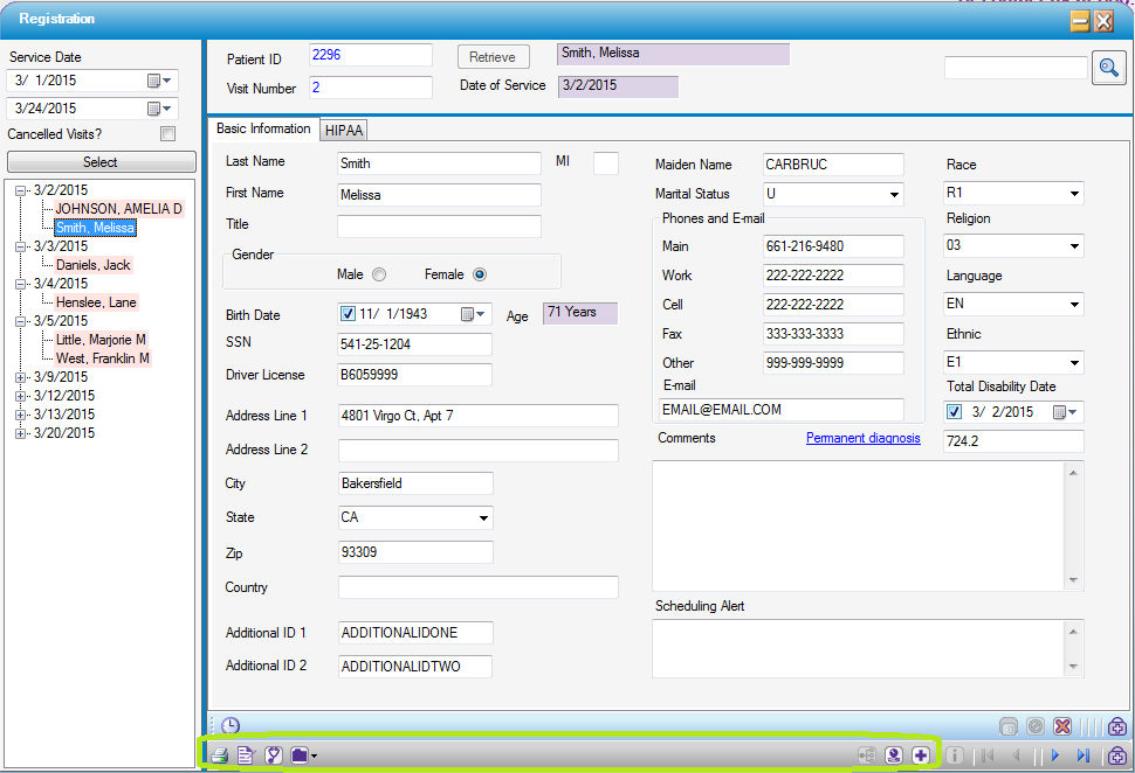 Registration
Service Date
3/ 1/2015
3/24/2015
Cancelled Visits?
Select
3/2/2015
JOHNSON, AMELIA D
Smith, Melissa
3/3/2015
Daniels, Jack
3/4/2015
Henslee, Lane
3/5/2015
Little, Marjorie M
West, Franklin M
3/9/2015
3/12/2015
3/13/2015
3/20/2015
Patient ID 2296 Retrieve Smith, Melissa
Visit Number 2 Date of Service 3/2/2015
Basic Information HIPAA
Last Name Smith MI
First Name Melissa
Title
Gender
Male Female
Birth Date 11/ 1/1943 Age 71 Years
SSN 541-25-1204
Driver License B6059999
Address Line 1 4801 Virgo Ct, Apt 7
Address Line 2
City Bakersfield
State CA
Zip 93309
Country
Additional ID 1 ADDITIONALIDONE
Additional ID 2 ADDITIONALIDTWO
Maiden Name CARBRUC
Marital Status U
Phones and E-mail
Main 661-216-9480
Work 222-222-2222
Cell 222-222-2222
Fax 333-333-3333
Other 999-999-9999
E-mail
EMAIL@EMAIL.COM
Comments Permanent diagnosis
Scheduling Alert
Race
R1
Religion
03
Language
EN
Ethnic
E1
Total Disability Date
3/ 2/2015
724.2